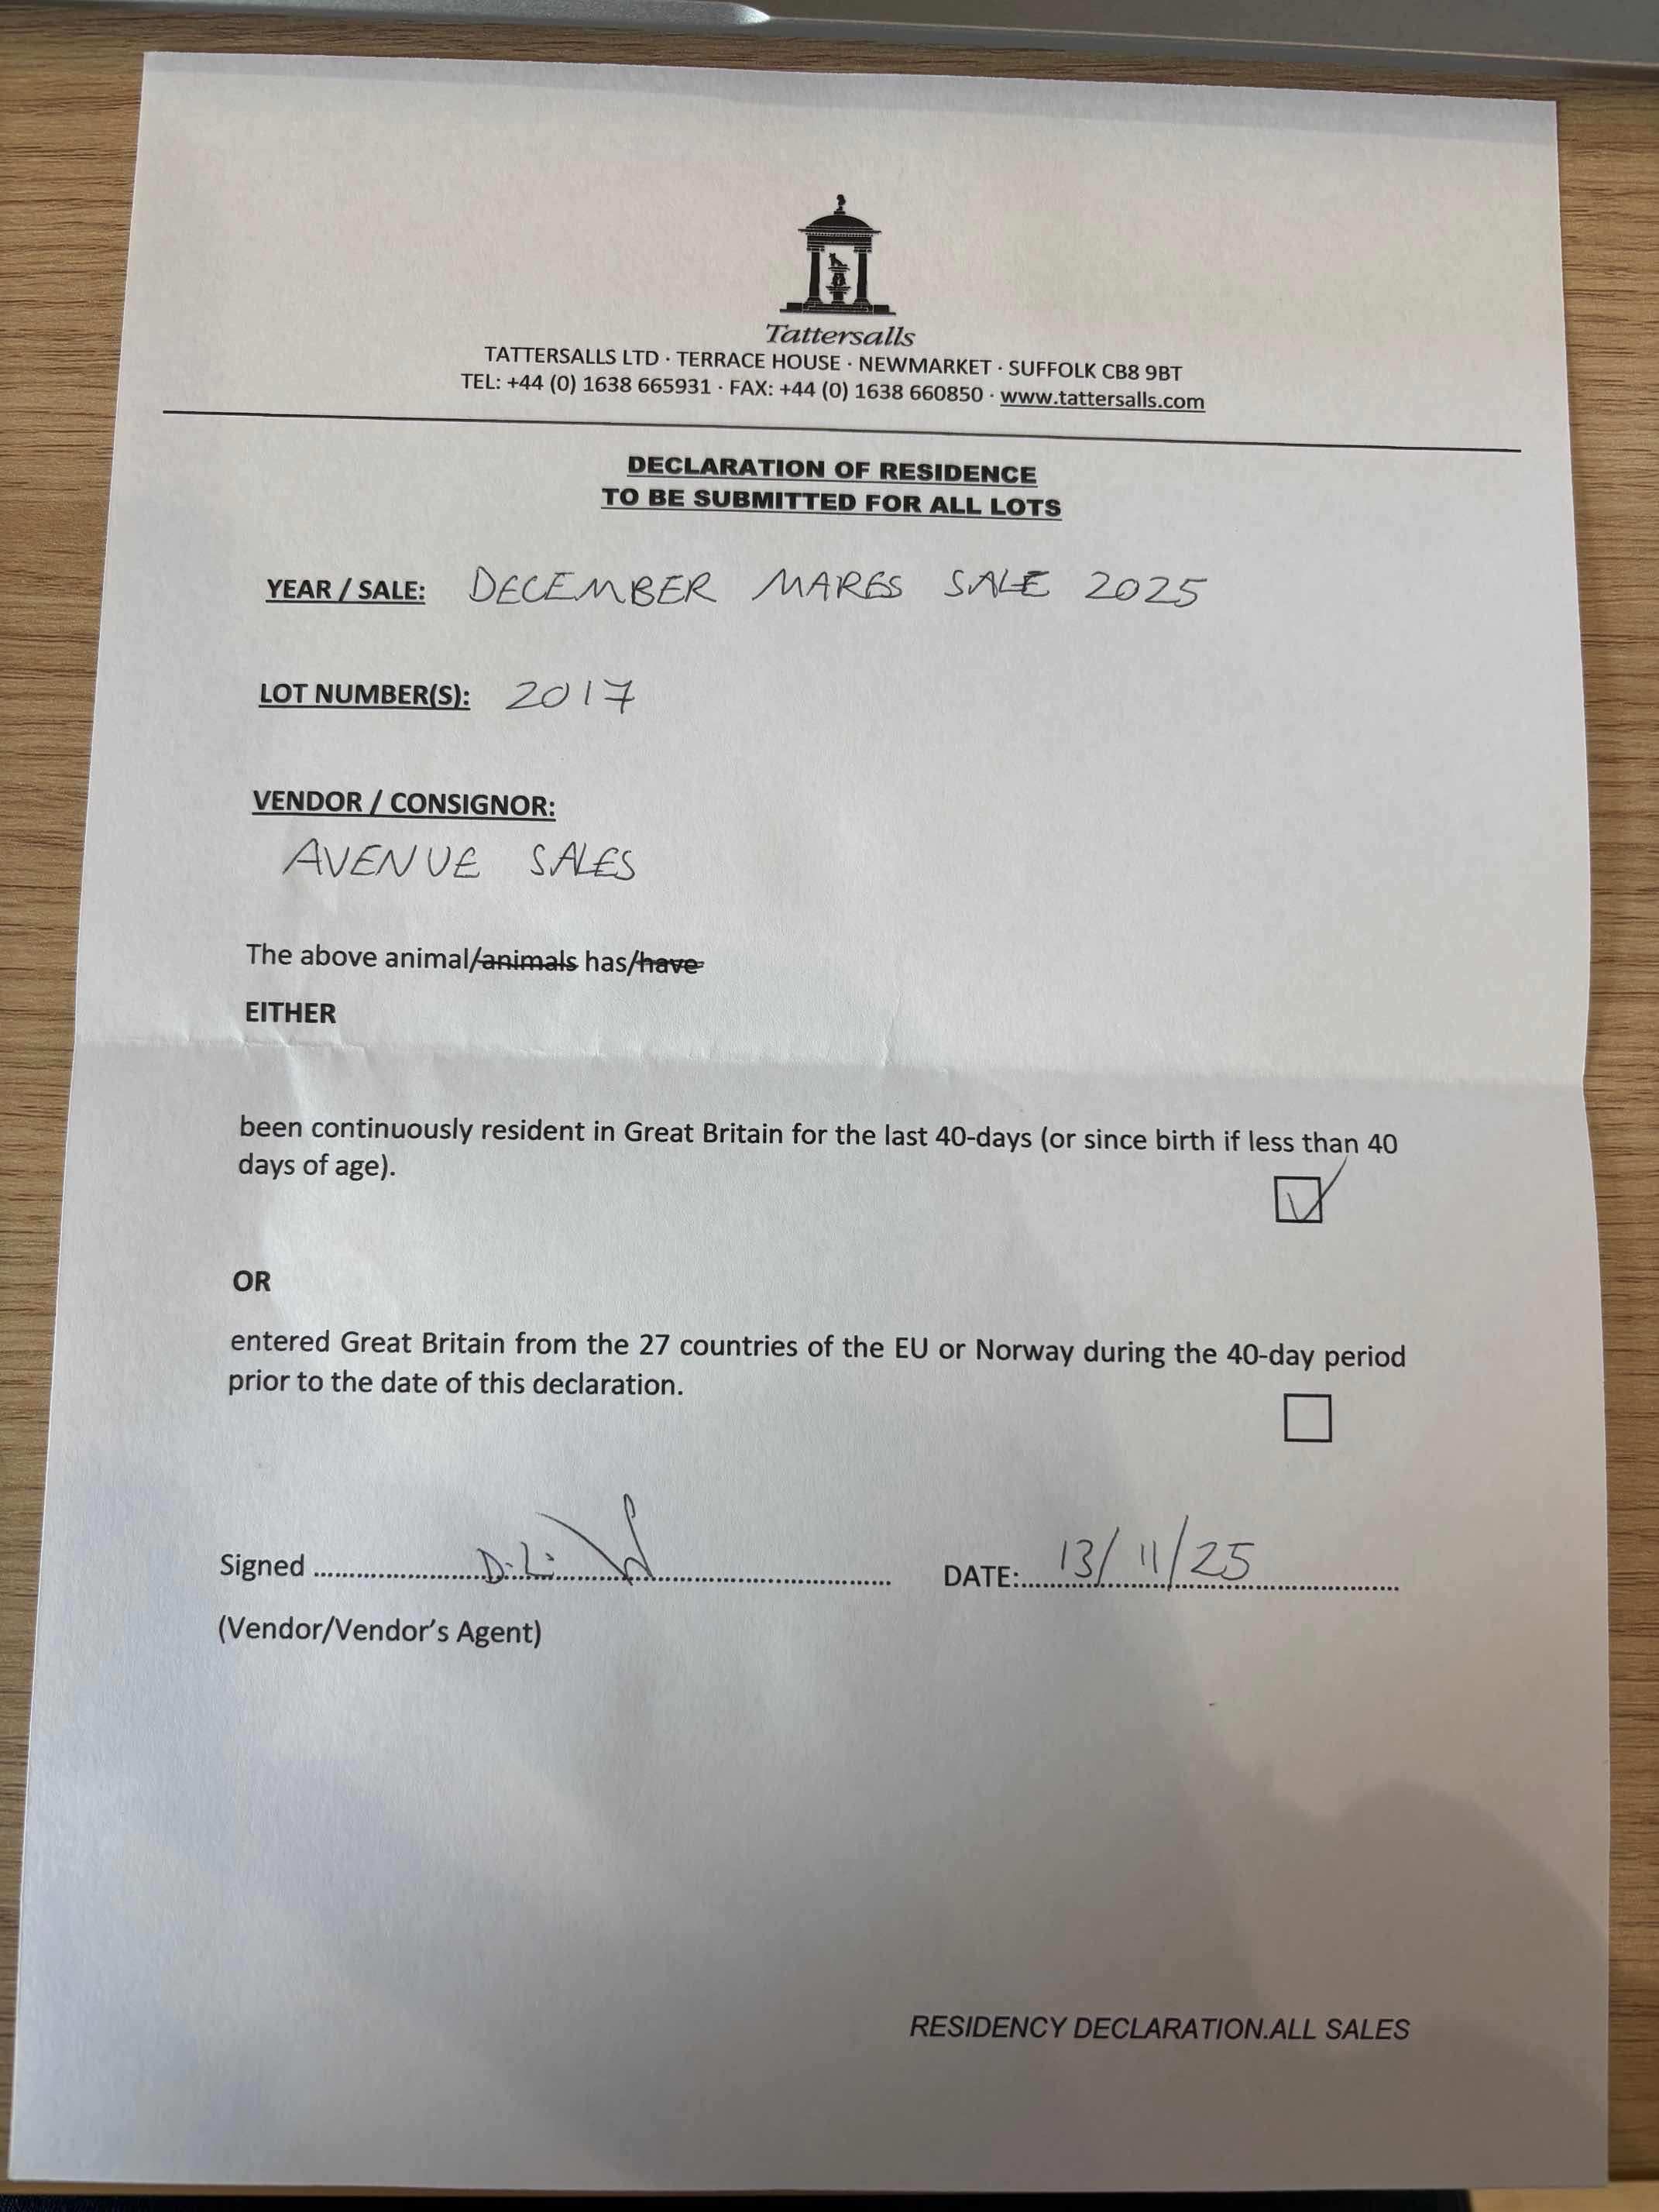 Tattersalls
TATTERSALLS LTD · TERRACE HOUSE · NEWMARKET · SUFFOLK CB8 9BT
TEL: +44 (0) 1638 665931 · FAX: +44 (0) 1638 660850 · www.tattersalls.com
DECLARATION OF RESIDENCE
TO BE SUBMITTED FOR ALL LOTS
YEAR / SALE: DECEMBER MARES SALE 2025
LOT NUMBER(S): 2017
VENDOR / CONSIGNOR:
AVENUE SALES
The above animal/animals has/have
EITHER
been continuously resident in Great Britain for the last 40-days (or since birth if less than 40
days of age).
OR
entered Great Britain from the 27 countries of the EU or Norway during the 40-day period
prior to the date of this declaration.
Signed DATE: 13/11/25
(Vendor/Vendor's Agent)
RESIDENCY DECLARATION.ALL SALES